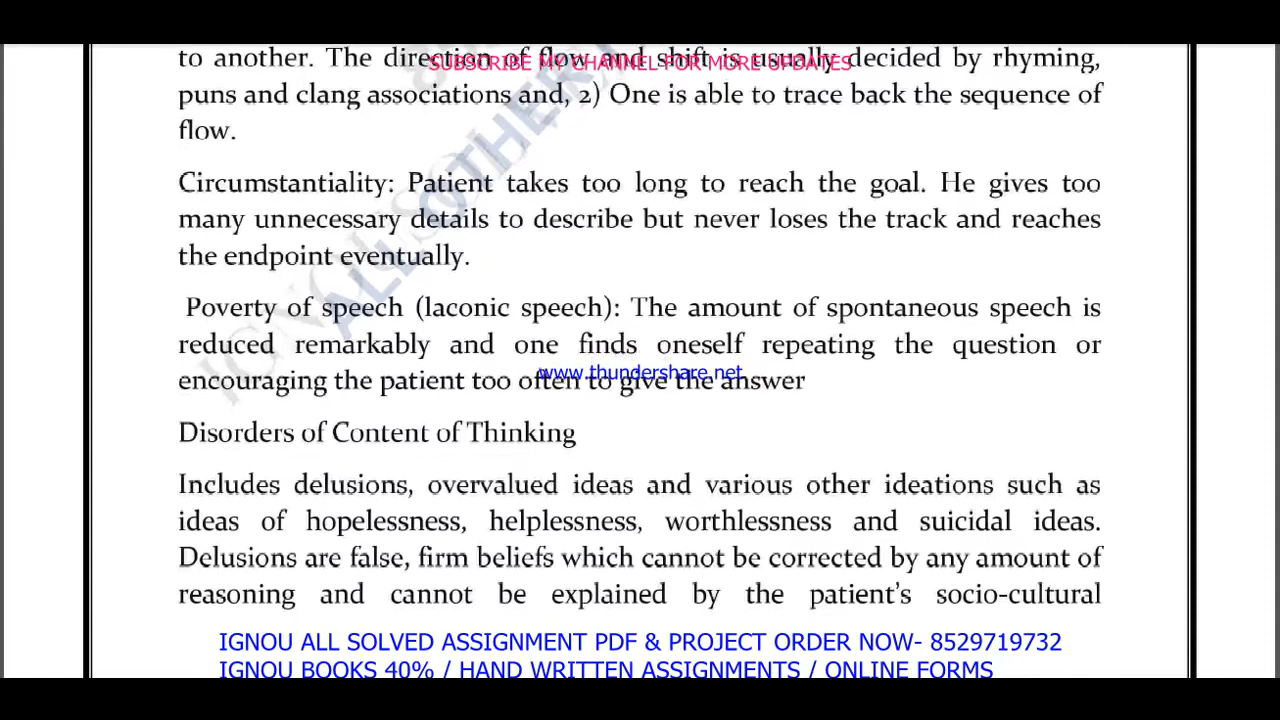 to another. The direction of flow and shift is usually decided by rhyming,
SUBSCRIBE MY CHANNEL FOR MORE UPDATES
puns and clang associations and, 2) One is able to trace back the sequence of
flow.
Circumstantiality: Patient takes too long to reach the goal. He gives too
many unnecessary details to describe but never loses the track and reaches
the endpoint eventually.
Poverty of speech (laconic speech): The amount of spontaneous speech is
reduced remarkably and one finds oneself repeating the question or
www.thundershare.net
encouraging the patient too often to give the answer
Disorders of Content of Thinking
Includes delusions, overvalued ideas and various other ideations such as
ideas of hopelessness, helplessness, worthlessness and suicidal ideas.
Delusions are false, firm beliefs which cannot be corrected by any amount of
reasoning and cannot be explained by the patient's socio-cultural
IGNOU ALL SOLVED ASSIGNMENT PDF & PROJECT ORDER NOW- 8529719732
IGNOU BOOKS 40% / HAND WRITTEN ASSIGNMENTS / ONLINE FORMS
ALL OTHER